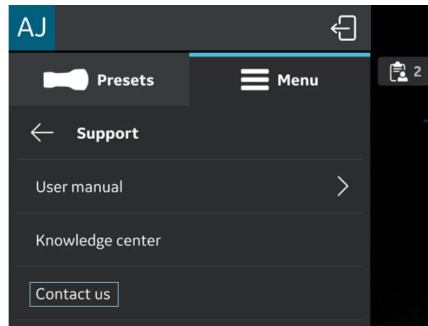 AJ
Presets
Menu
2
Support
User manual
Knowledge center
Contact us